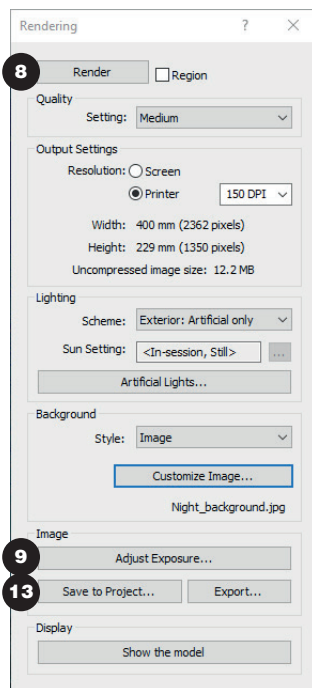 Rendering ? ×
8 Render Region
Quality
Setting: Medium
Output Settings
Resolution: Screen
Printer 150 DPI
Width: 400 mm (2362 pixels)
Height: 229 mm (1350 pixels)
Uncompressed image size: 12.2 MB
Lighting
Scheme: Exterior: Artificial only
Sun Setting: <In-session, Still> ...
Artificial Lights...
Background
Style: Image
Customize Image...
Night_background.jpg
Image
9 Adjust Exposure...
13 Save to Project... Export...
Display
Show the model